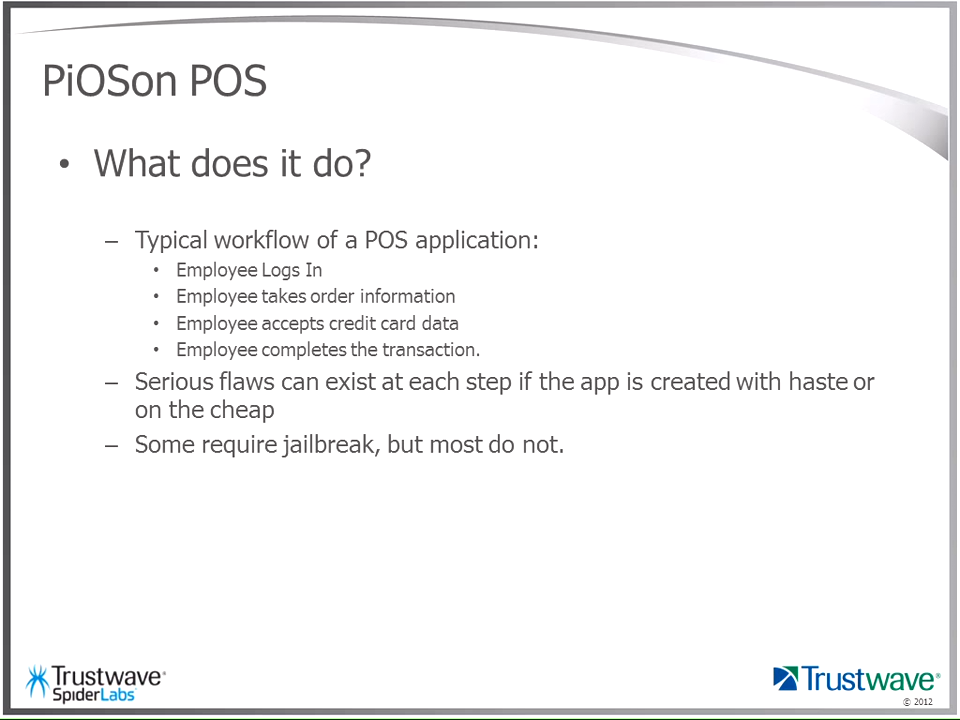 PiOSon POS
• What does it do?
– Typical workflow of a POS application:
• Employee Logs In
• Employee takes order information
• Employee accepts credit card data
• Employee completes the transaction.
– Serious flaws can exist at each step if the app is created with haste or
on the cheap
– Some require jailbreak, but most do not.
Trustwave®
SpiderLabs
Trustwave®
© 2012